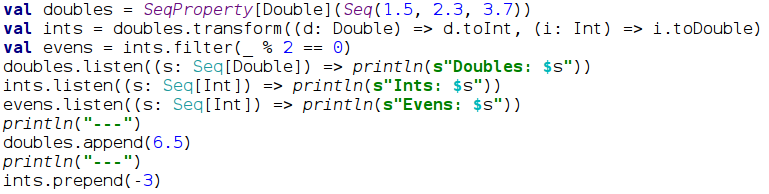 val doubles = SeqProperty[Double](Seq(1.5, 2.3, 3.7))
val ints = doubles.transform((d: Double) => d.toInt, (i: Int) => i.toDouble)
val evens = ints.filter(_ % 2 == 0)
doubles.listen((s: Seq[Double]) => println(s"Doubles: $s"))
ints.listen((s: Seq[Int]) => println(s"Ints: $s"))
evens.listen((s: Seq[Int]) => println(s"Evens: $s"))
println("---")
doubles.append(6.5)
println("---")
ints.prepend(-3)